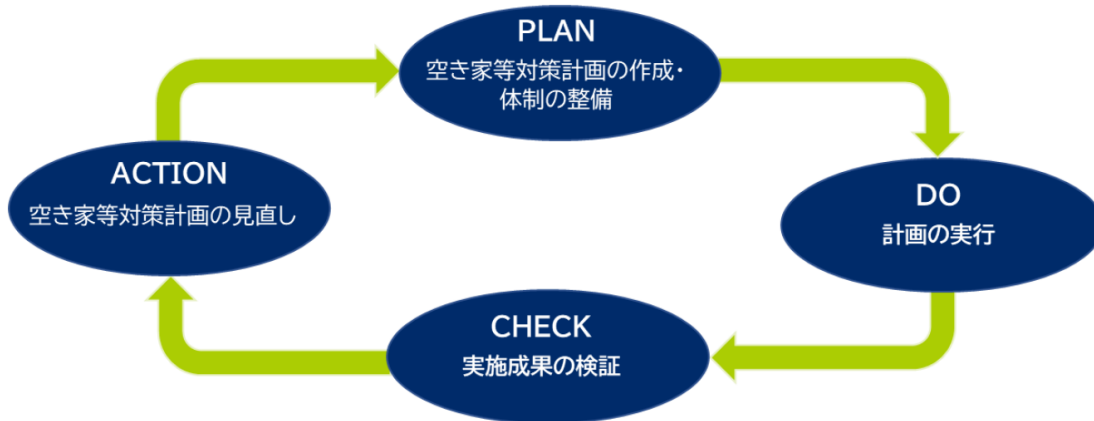 PLAN
空き家等対策計画の作成・
体制の整備
ACTION
空き家等対策計画の見直し
DO
計画の実行
CHECK
実施成果の検証